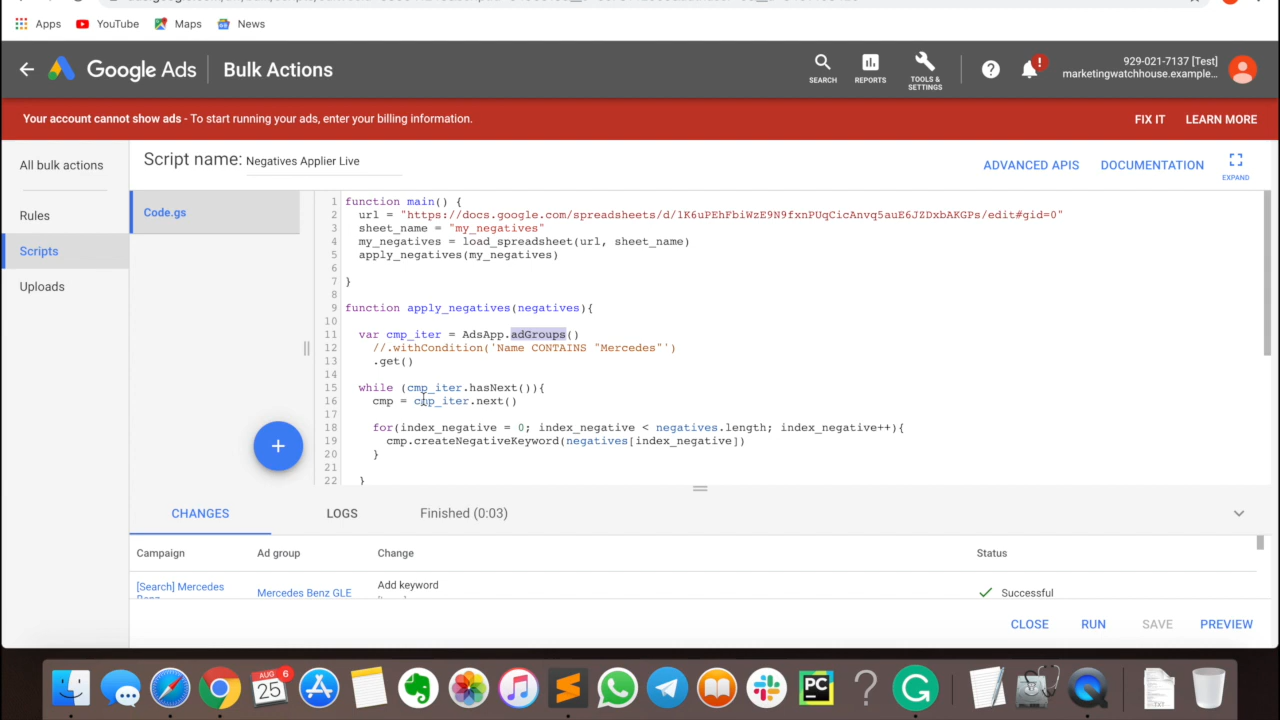 Apps YouTube Maps News
Google Ads Bulk Actions
SEARCH REPORTS TOOLS & SETTINGS
929-021-7137 [Test]
marketingwatchhouse.example...
Your account cannot show ads - To start running your ads, enter your billing information. FIX IT LEARN MORE
All bulk actions
Rules
Scripts
Uploads
Script name: Negatives Applier Live
ADVANCED APIS DOCUMENTATION EXPAND
Code.gs
1 function main() {
2 url = "https://docs.google.com/spreadsheets/d/1K6uPEhFbiWzE9N9fxnPUqCicAnvq5auE6JZDxbAKGPs/edit#gid=0"
3 sheet_name = "my_negatives"
4 my_negatives = load_spreadsheet(url, sheet_name)
5 apply_negatives(my_negatives)
6
7 }
8
9 function apply_negatives(negatives){
10
11 var cmp_iter = AdsApp.adGroups()
12 //.withCondition('Name CONTAINS "Mercedes"')
13 .get()
14
15 while (cmp_iter.hasNext()){
16 cmp = cmp_iter.next()
17
18 for(index_negative = 0; index_negative < negatives.length; index_negative++){
19 cmp.createNegativeKeyword(negatives[index_negative])
20 }
21
22 }
CHANGES LOGS Finished (0:03)
Campaign Ad group Change Status
[Search] Mercedes Mercedes Benz GLE Add keyword Successful
CLOSE RUN SAVE PREVIEW
AUG 6
25
PC